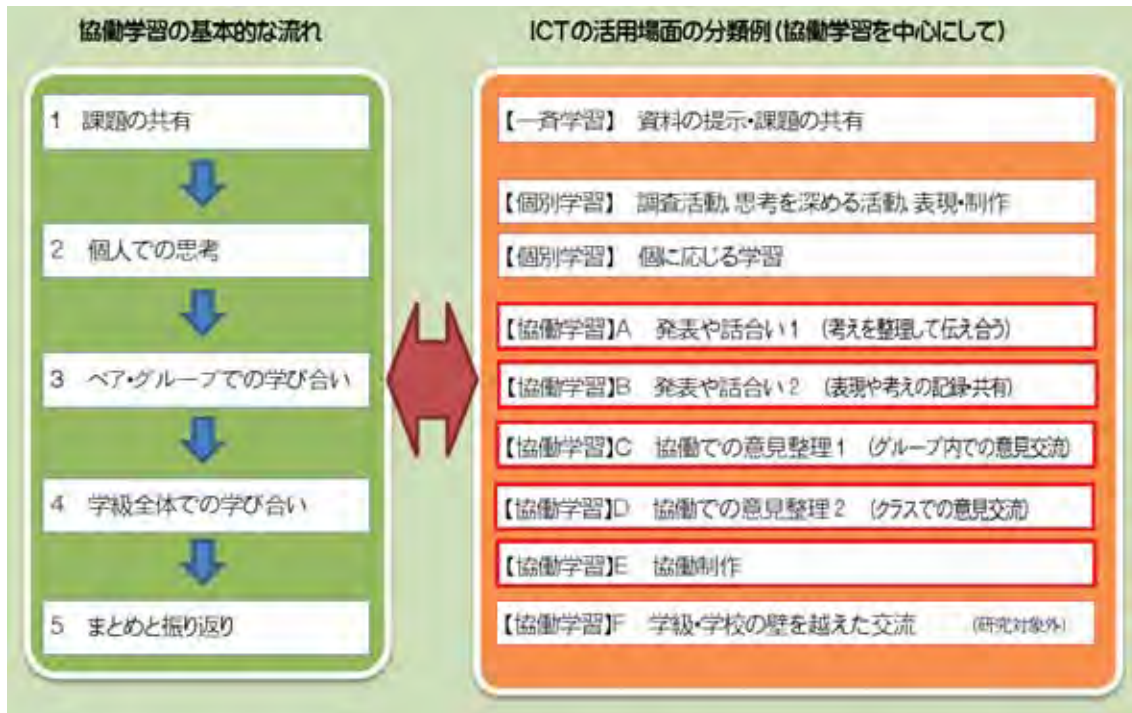 協働学習の基本的な流れ
1 課題の共有
2 個人での思考
3 ペア・グループでの学び合い
4 学級全体での学び合い
5 まとめと振り返り
ICTの活用場面の分類例(協働学習を中心にして)
【一斉学習】 資料の提示・課題の共有
【個別学習】 調査活動、思考を深める活動、表現・制作
【個別学習】 個に応じる学習
【協働学習】A 発表や話合い1 (考えを整理して伝え合う)
【協働学習】B 発表や話合い2 (表現や考えの記録・共有)
【協働学習】C 協働での意見整理1 (グループ内での意見交流)
【協働学習】D 協働での意見整理2 (クラスでの意見交流)
【協働学習】E 協働制作
【協働学習】F 学級・学校の壁を越えた交流 (研究対象外)